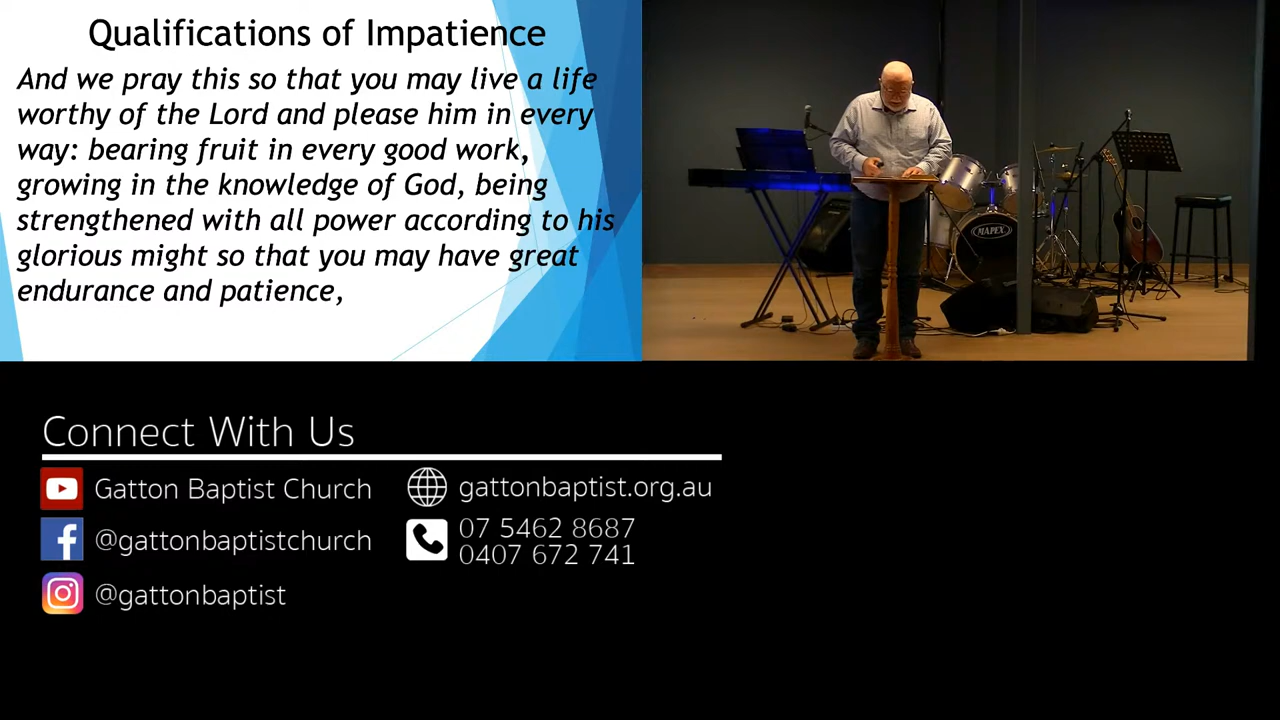 Qualifications of Impatience
And we pray this so that you may live a life
worthy of the Lord and please him in every
way: bearing fruit in every good work,
growing in the knowledge of God, being
strengthened with all power according to his
glorious might so that you may have great
endurance and patience,
MAPEX
Connect With Us
Gatton Baptist Church
@gattonbaptistchurch
@gattonbaptist
gattonbaptist.org.au
07 5462 8687
0407 672 741